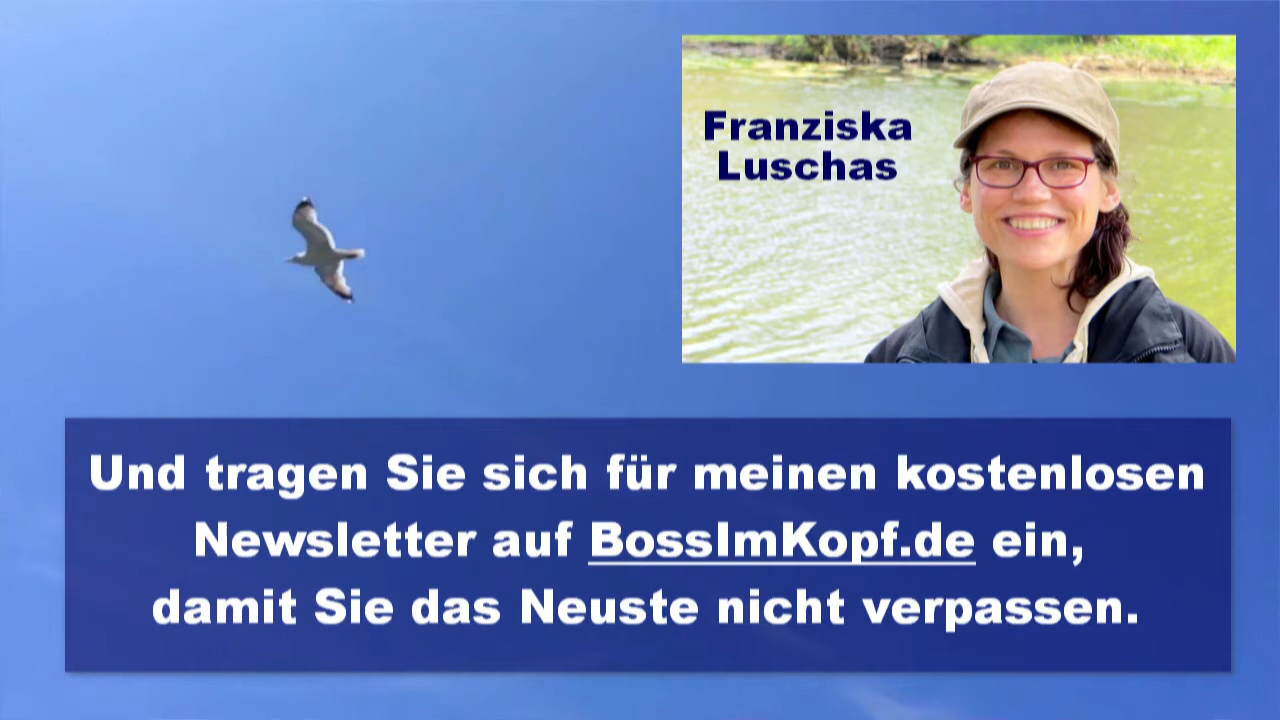 Franziska
Luschas
Und tragen Sie sich für meinen kostenlosen
Newsletter auf BossImKopf.de ein,
damit Sie das Neuste nicht verpassen.